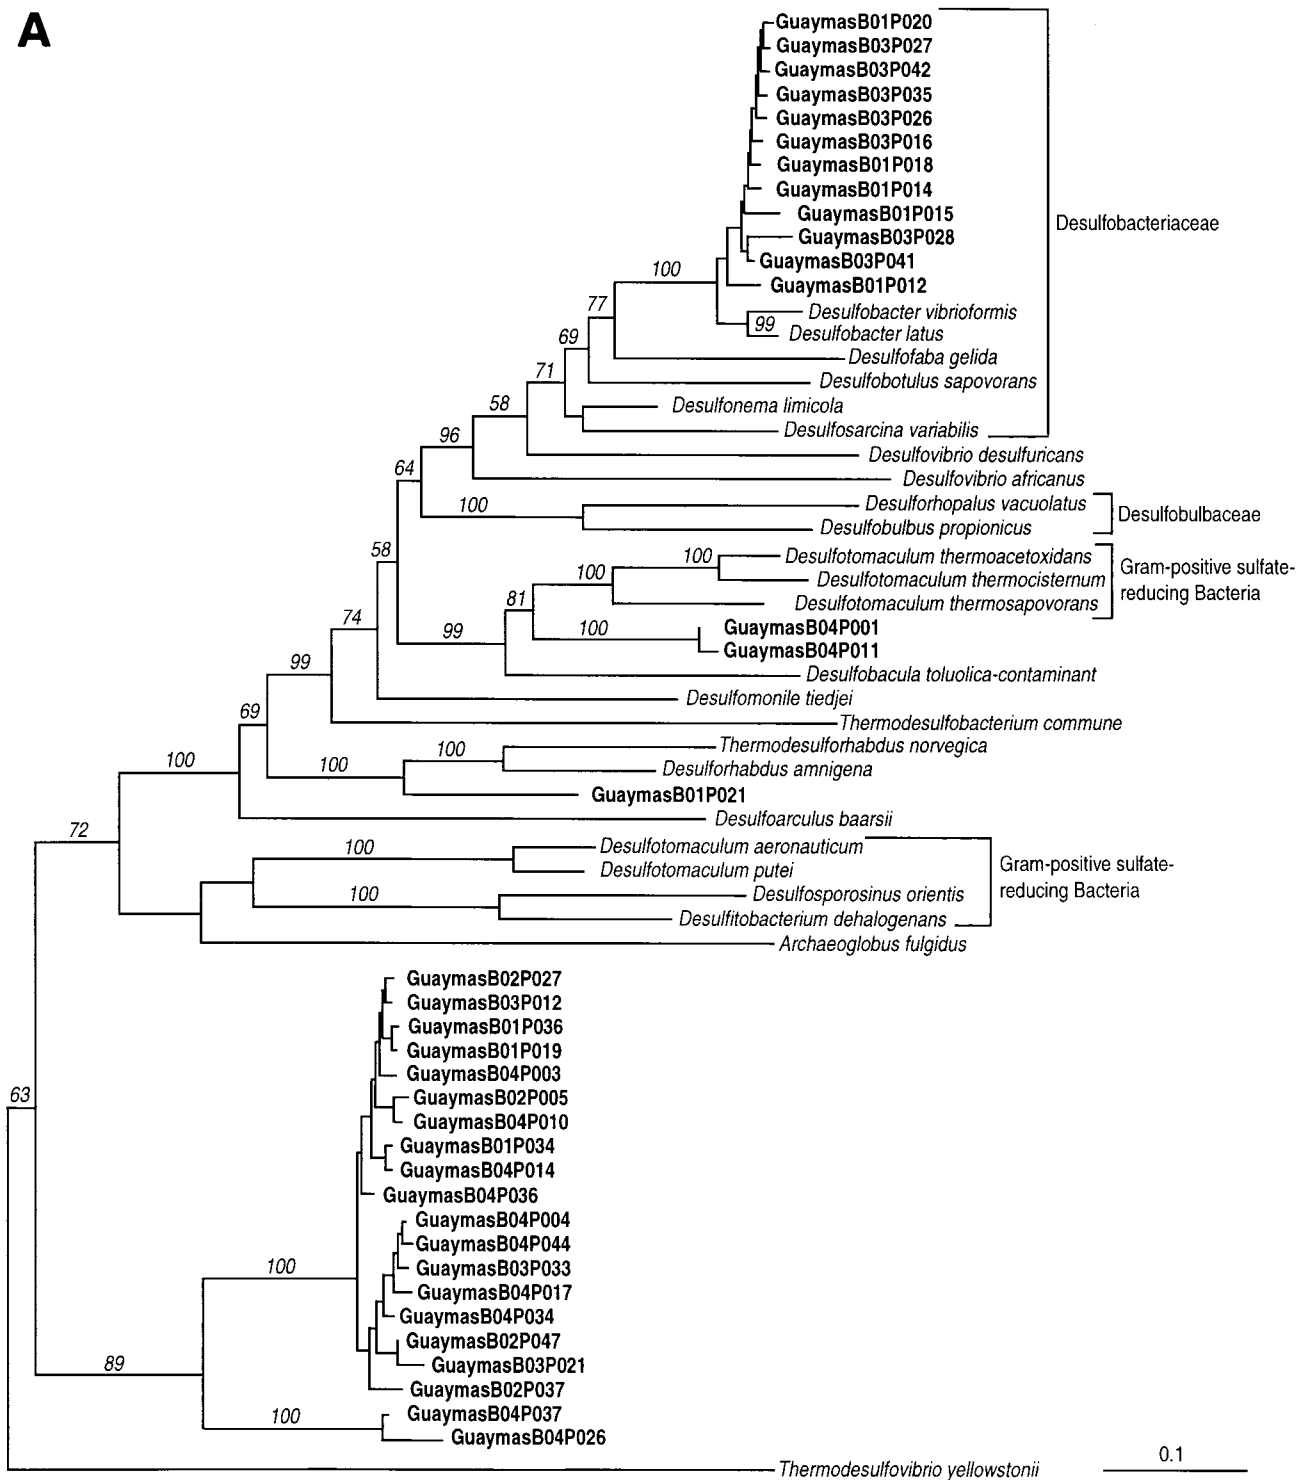 A
GuaymasB01P020
GuaymasB03P027
GuaymasB03P042
GuaymasB03P035
GuaymasB03P026
GuaymasB03P016
GuaymasB01P018
GuaymasB01P014
GuaymasB01P015
Desulfobacteriaceae
GuaymasB03P028
GuaymasB03P041
100
GuaymasB01P012
77
Desulfobacter vibrioformis
99
Desulfobacter latus
69
Desulfofaba gelida
71
Desulfobotulus sapovorans
58
Desulfonema limicola
Desulfosarcina variabilis
96
Desulfovibrio desulfuricans
64
Desulfovibrio africanus
100
Desulforhopalus vacuolatus
Desulfobulbaceae
Desulfobulbus propionicus
58
100
Desulfotomaculum thermoacetoxidans
Gram-positive sulfate-
reducing Bacteria
100
Desulfotomaculum thermocisternum
81
Desulfotomaculum thermosapovorans
74
99
100
GuaymasB04P001
GuaymasB04P011
99
Desulfobacula toluolica-contaminant
Desulfomonile tiedjei
69
Thermodesulfobacterium commune
100
100
100
Thermodesulforhabdus norvegica
Desulforhabdus amnigena
GuaymasB01P021
Desulfoarculus baarsii
72
100
Desulfotomaculum aeronauticum
Gram-positive sulfate-
reducing Bacteria
Desulfotomaculum putei
100
Desulfosporosinus orientis
Desulfitobacterium dehalogenans
Archaeoglobus fulgidus
GuaymasB02P027
GuaymasB03P012
GuaymasB01P036
GuaymasB01P019
GuaymasB04P003
63
GuaymasB02P005
GuaymasB04P010
GuaymasB01P034
GuaymasB04P014
GuaymasB04P036
GuaymasB04P004
GuaymasB04P044
100
GuaymasB03P033
GuaymasB04P017
GuaymasB04P034
GuaymasB02P047
89
GuaymasB03P021
GuaymasB02P037
100
GuaymasB04P037
GuaymasB04P026
0.1
Thermodesulfovibrio yellowstonii